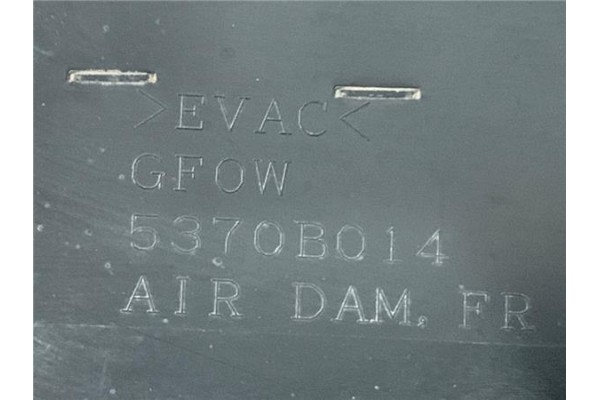 >EVAC<
GFOW
5370B014
AIR DAM, FR